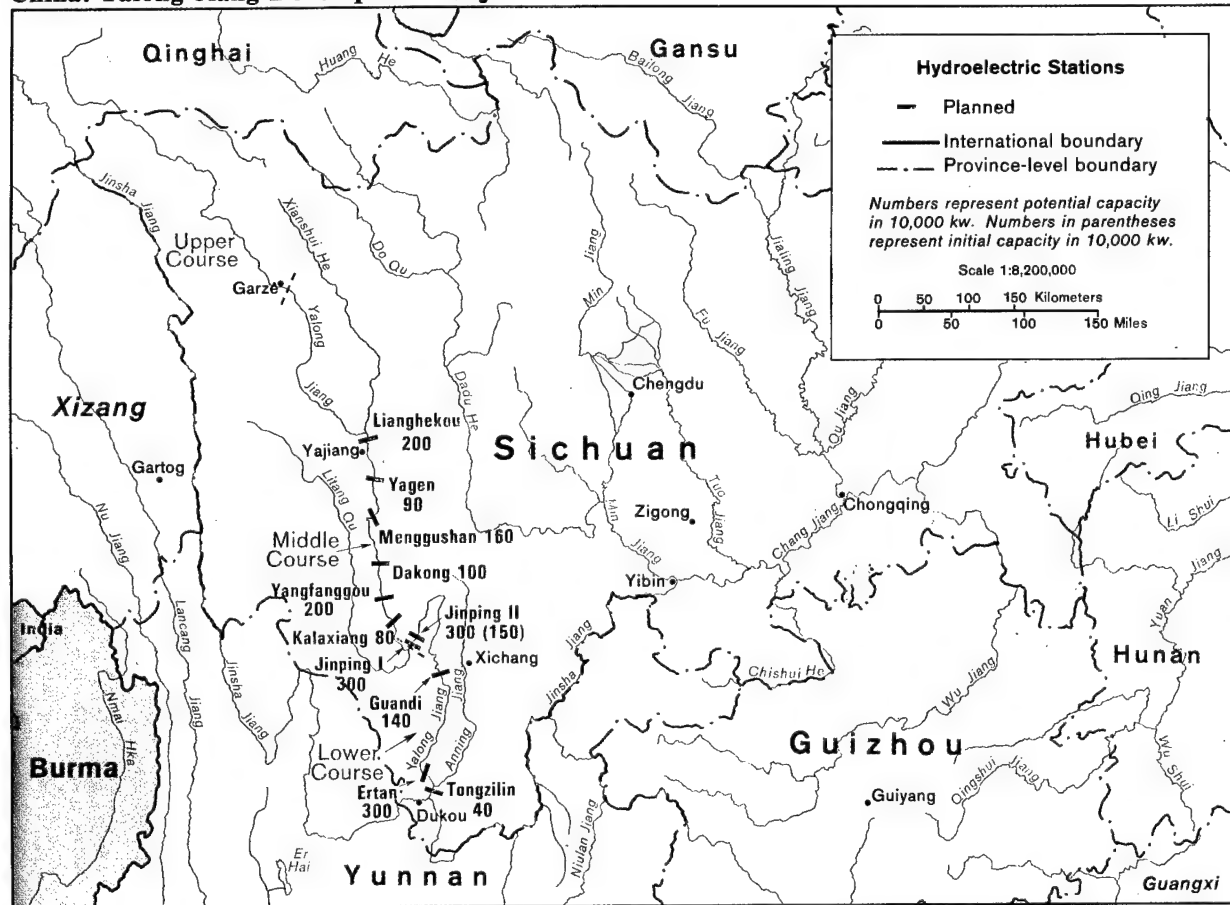 Qinghai
Gansu
Huang He
Bailong Jiang
Hydroelectric Stations
Planned
International boundary
Province-level boundary
Numbers represent potential capacity
in 10,000 kw. Numbers in parentheses
represent initial capacity in 10,000 kw.
Scale 1:8,200,000
0 50 100 150 Kilometers
0 50 100 150 Miles
Jinsha Jiang
Xianshui He
Upper
Course
Do Qu
Garzê
Yalong
Jiang
Min
Jiang
Fu Jiang
Jialing Jiang
Qu Jiang
Chengdu
Dadu He
Xizang
Gartog
Nu Jiang
Lianghekou
200
Yajiang
Litang Qu
Yagen
90
Sichuan
Min
Jiang
Tuo Jiang
Zigong
Chang Jiang
Chongqing
Qing Jiang
Hubei
Li Shui
Menggushan 160
Middle
Course
Dakong 100
Yangfanggou
200
Yibin
Yuan
Jiang
India
Lancang
Jiang
Jinsha Jiang
Kalaxiang 80
Jinping II
300 (150)
Jinping I
300
Xichang
Jinsha Jiang
Chishui He
Wu Jiang
Hunan
Guandi
140
Nmai
Hka
Burma
Lower
Course
Yalong Jiang
Anning Jiang
Guizhou
Wu Shui
Ertan
300
Tongzilin
40
Dukou
Guiyang
Qingshui Jiang
Niulan Jiang
Er
Hai
Yunnan
Guangxi